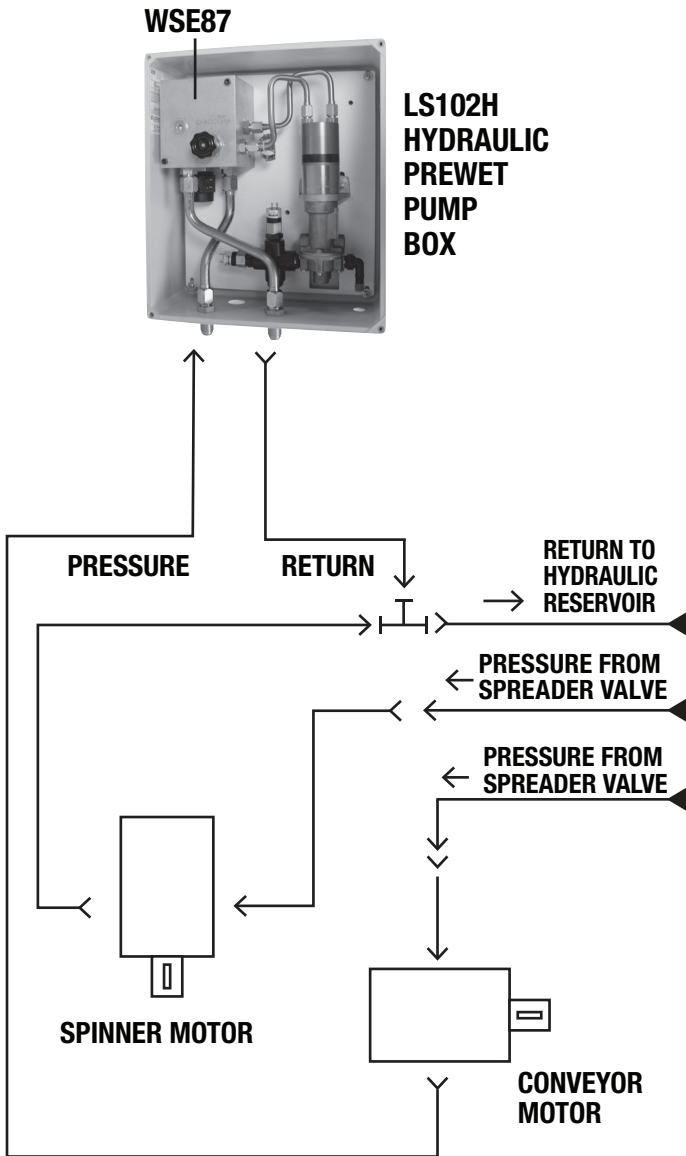 WSE87
LS102H
HYDRAULIC
PREWET
PUMP
BOX
PRESSURE
RETURN
RETURN TO
HYDRAULIC
RESERVOIR
PRESSURE FROM
SPREADER VALVE
PRESSURE FROM
SPREADER VALVE
SPINNER MOTOR
CONVEYOR
MOTOR